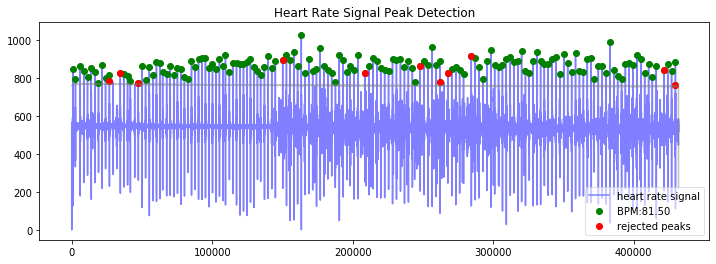 Heart Rate Signal Peak Detection
1000
800
600
400
200
0
0
100000
200000
300000
400000
heart rate signal
BPM:81.50
rejected peaks